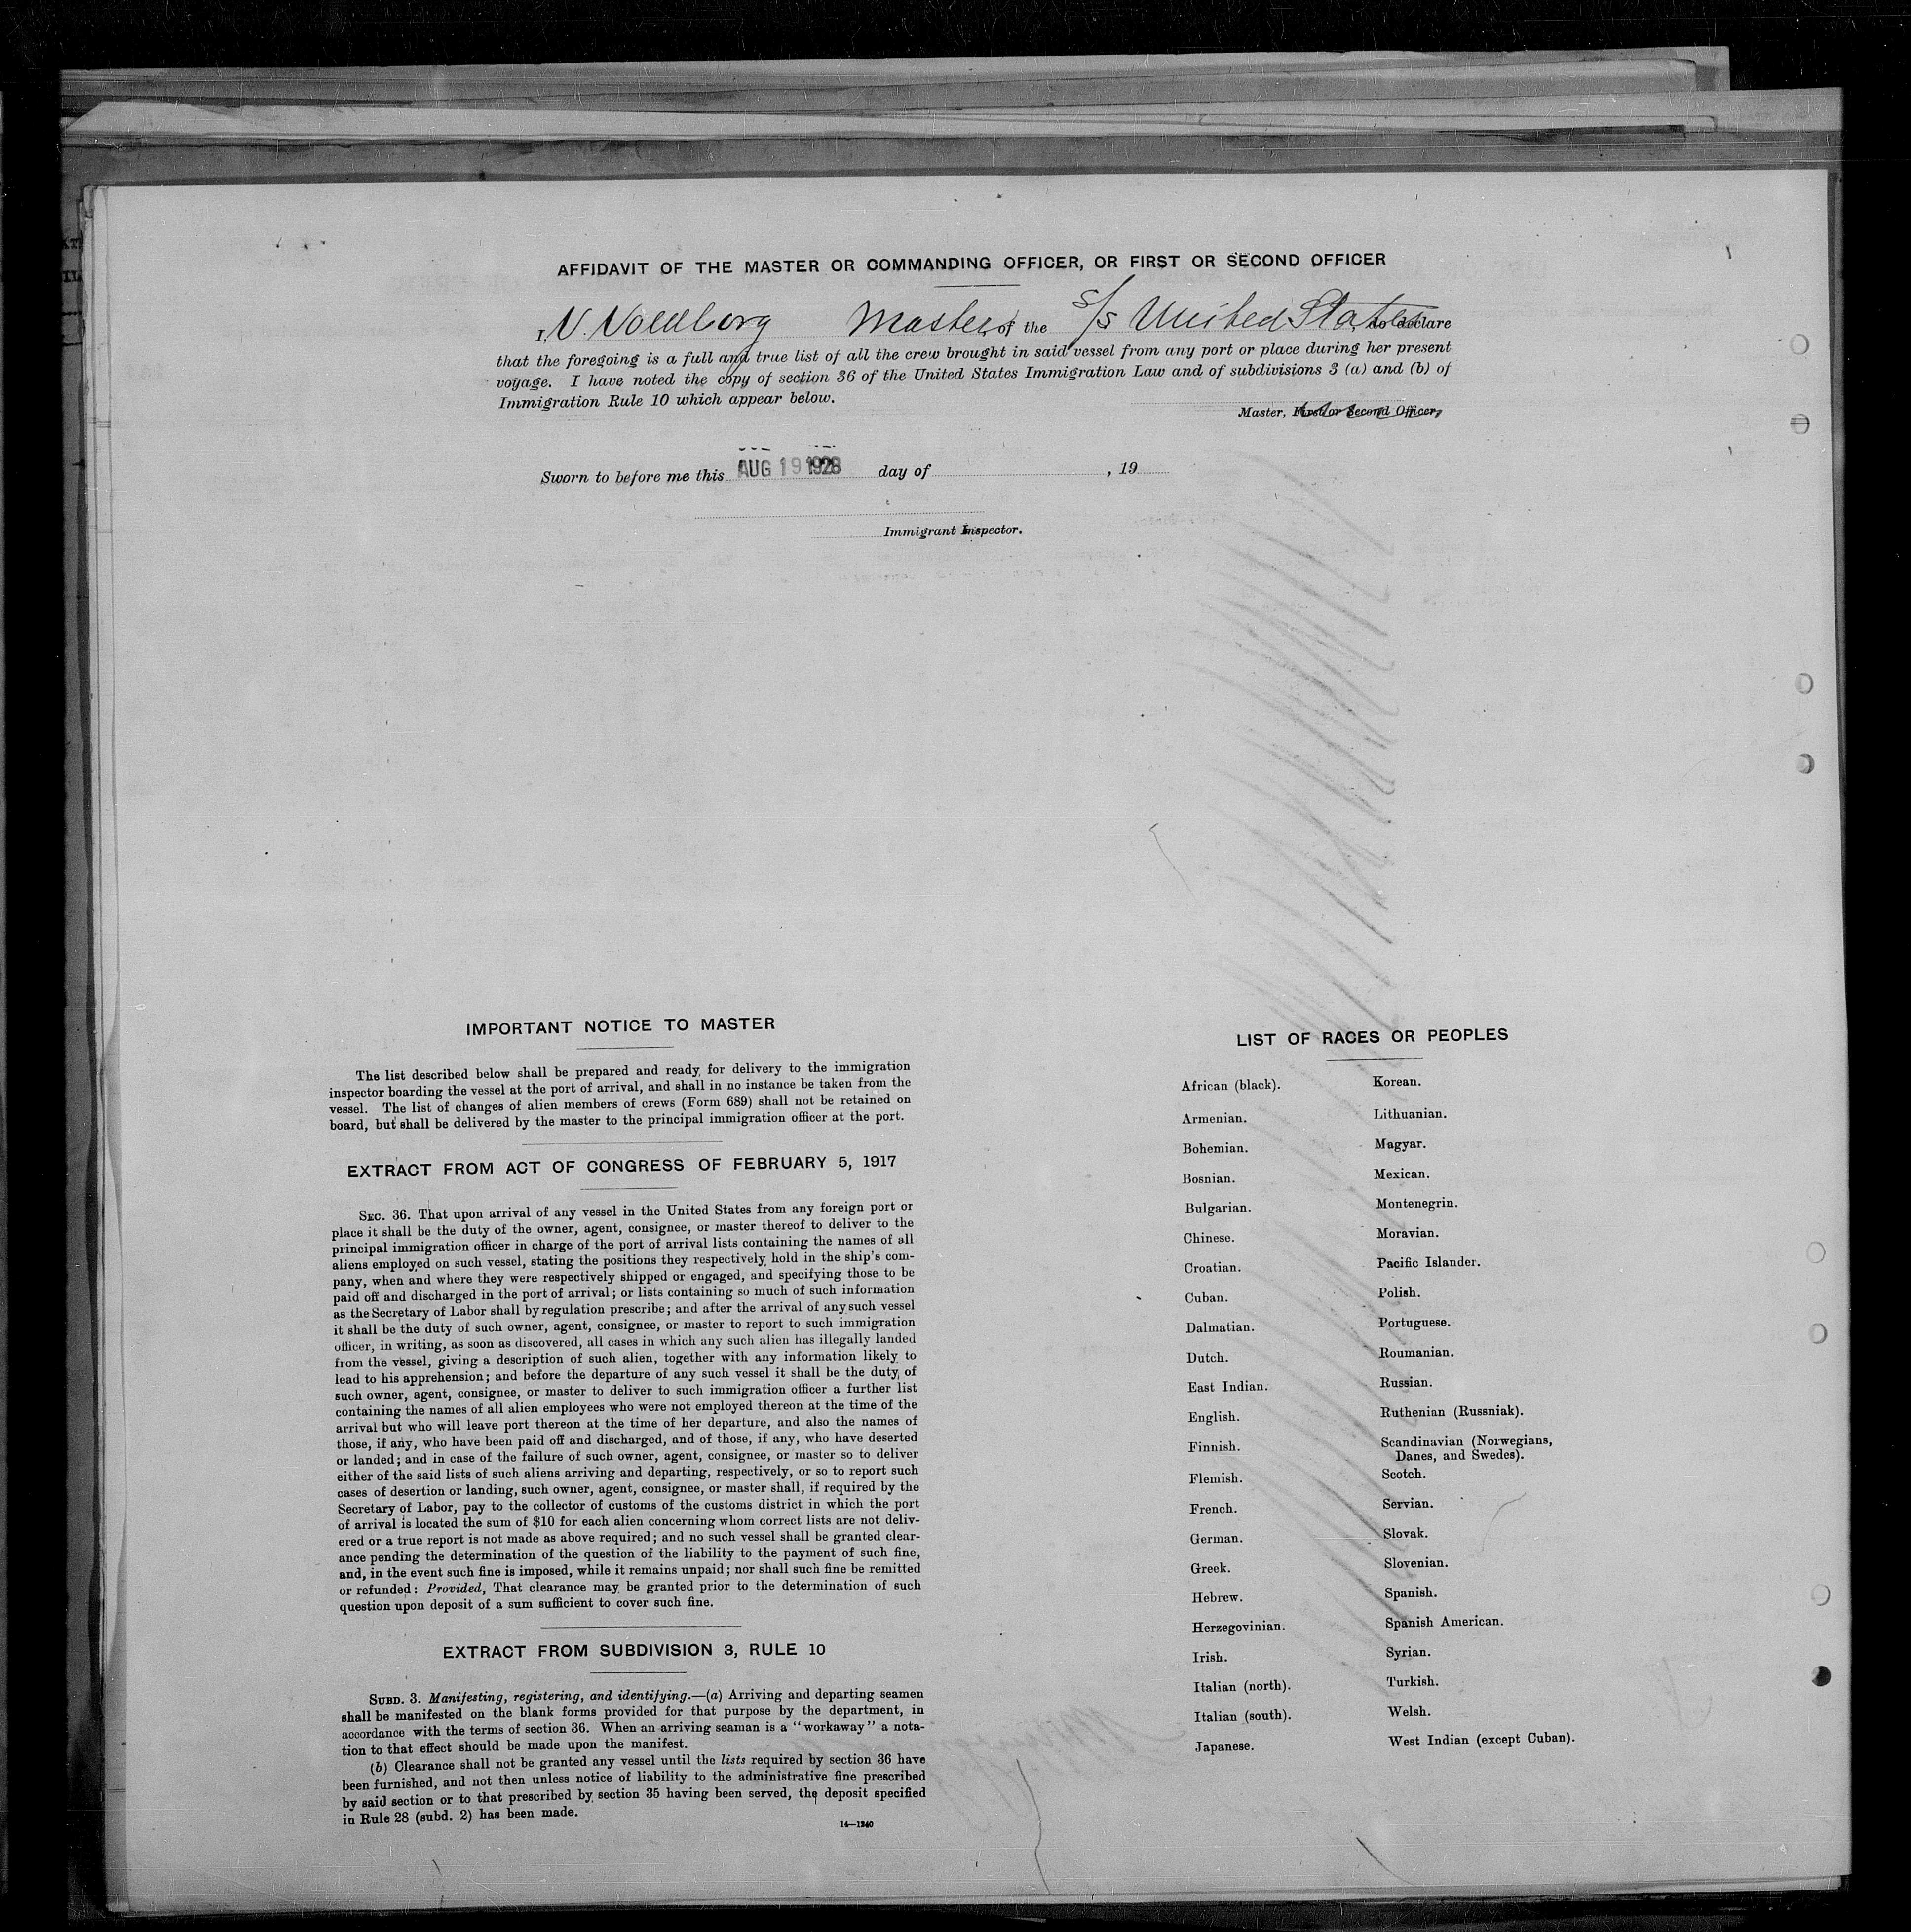 AFFIDAVIT OF THE MASTER OR COMMANDING OFFICER, OR FIRST OR SECOND OFFICER
I, N. Voldborg Master, of the S/S United States, do declare
that the foregoing is a full and true list of all the crew brought in said vessel from any port or place during her present
voyage. I have noted the copy of section 36 of the United States Immigration Law and of subdivisions 3 (a) and (b) of
Immigration Rule 10 which appear below.
Master, First or Second Officer.
Sworn to before me this AUG 19 1928 day of , 19
Immigrant Inspector.
IMPORTANT NOTICE TO MASTER
The list described below shall be prepared and ready for delivery to the immigration
inspector boarding the vessel at the port of arrival, and shall in no instance be taken from the
vessel. The list of changes of alien members of crews (Form 689) shall not be retained on
board, but shall be delivered by the master to the principal immigration officer at the port.
EXTRACT FROM ACT OF CONGRESS OF FEBRUARY 5, 1917
SEC. 36. That upon arrival of any vessel in the United States from any foreign port or
place it shall be the duty of the owner, agent, consignee, or master thereof to deliver to the
principal immigration officer in charge of the port of arrival lists containing the names of all
aliens employed on such vessel, stating the positions they respectively hold in the ship's com-
pany, when and where they were respectively shipped or engaged, and specifying those to be
paid off and discharged in the port of arrival; or lists containing so much of such information
as the Secretary of Labor shall by regulation prescribe; and after the arrival of any such vessel
it shall be the duty of such owner, agent, consignee, or master to report to such immigration
officer, in writing, as soon as discovered, all cases in which any such alien has illegally landed
from the vessel, giving a description of such alien, together with any information likely to
lead to his apprehension; and before the departure of any such vessel it shall be the duty of
such owner, agent, consignee, or master to deliver to such immigration officer a further list
containing the names of all alien employees who were not employed thereon at the time of the
arrival but who will leave port thereon at the time of her departure, and also the names of
those, if any, who have been paid off and discharged, and of those, if any, who have deserted
or landed; and in case of the failure of such owner, agent, consignee, or master so to deliver
either of the said lists of such aliens arriving and departing, respectively, or so to report such
cases of desertion or landing, such owner, agent, consignee, or master shall, if required by the
Secretary of Labor, pay to the collector of customs of the customs district in which the port
of arrival is located the sum of $10 for each alien concerning whom correct lists are not deliv-
ered or a true report is not made as above required; and no such vessel shall be granted clear-
ance pending the determination of the question of the liability to the payment of such fine,
and, in the event such fine is imposed, while it remains unpaid; nor shall such fine be remitted
or refunded: Provided, That clearance may be granted prior to the determination of such
question upon deposit of a sum sufficient to cover such fine.
EXTRACT FROM SUBDIVISION 3, RULE 10
SUBD. 3. Manifesting, registering, and identifying.—(a) Arriving and departing seamen
shall be manifested on the blank forms provided for that purpose by the department, in
accordance with the terms of section 36. When an arriving seaman is a "workaway" a nota-
tion to that effect should be made upon the manifest.
(b) Clearance shall not be granted any vessel until the lists required by section 36 have
been furnished, and not then unless notice of liability to the administrative fine prescribed
by said section or to that prescribed by section 35 having been served, the deposit specified
in Rule 28 (subd. 2) has been made.
14—1240
LIST OF RACES OR PEOPLES
African (black).
Armenian.
Bohemian.
Bosnian.
Bulgarian.
Chinese.
Croatian.
Cuban.
Dalmatian.
Dutch.
East Indian.
English.
Finnish.
Flemish.
French.
German.
Greek.
Hebrew.
Herzegovinian.
Irish.
Italian (north).
Italian (south).
Japanese.
Korean.
Lithuanian.
Magyar.
Mexican.
Montenegrin.
Moravian.
Pacific Islander.
Polish.
Portuguese.
Roumanian.
Russian.
Ruthenian (Russniak).
Scandinavian (Norwegians,
Danes, and Swedes).
Scotch.
Servian.
Slovak.
Slovenian.
Spanish.
Spanish American.
Syrian.
Turkish.
Welsh.
West Indian (except Cuban).